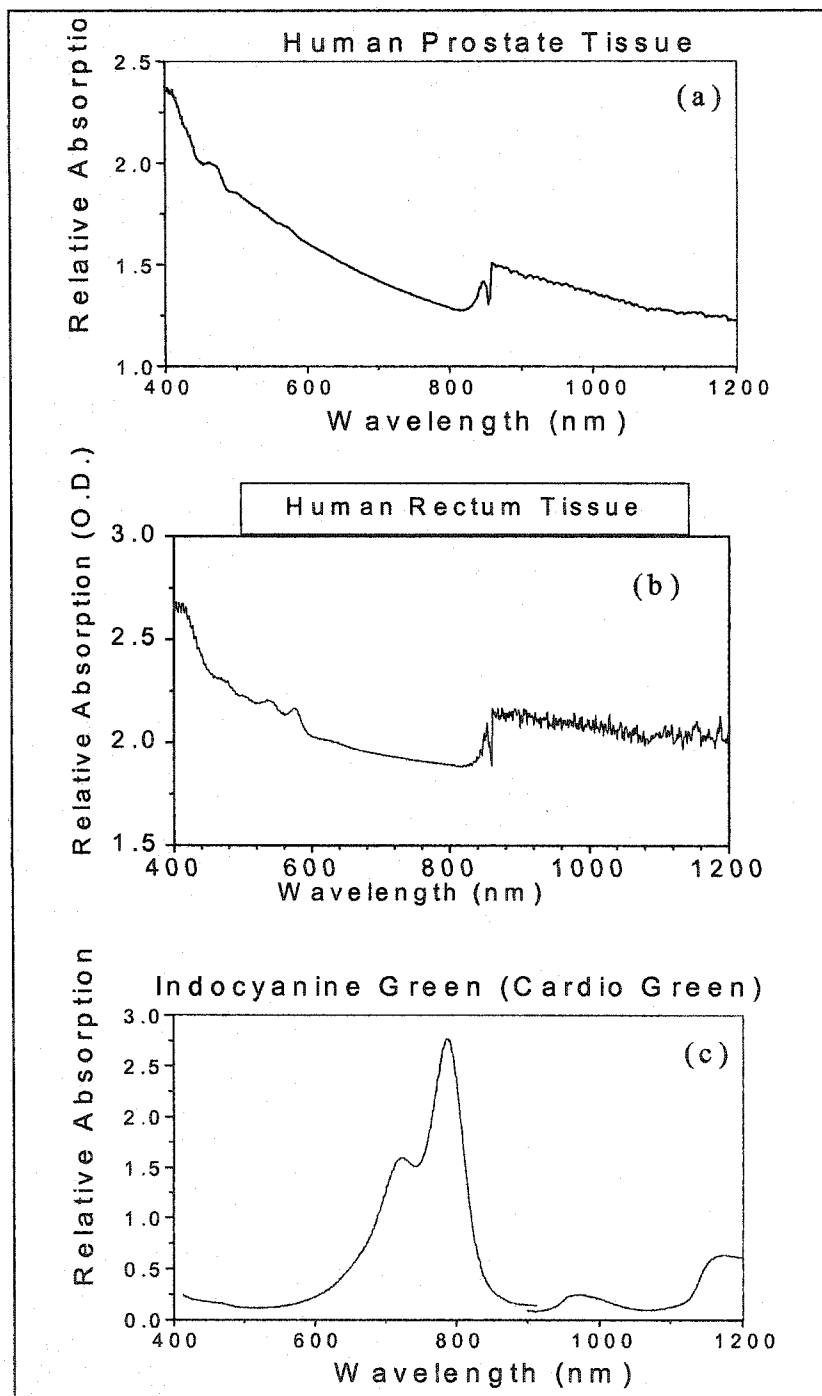 Human Prostate Tissue
Relative Absorptio
(a)
2.5
2.0
1.5
1.0
400 600 800 1000 1200
Wavelength (nm)
Human Rectum Tissue
Relative Absorption (O.D.)
(b)
3.0
2.5
2.0
1.5
400 600 800 1000 1200
Wavelength (nm)
Indocyanine Green (Cardio Green)
Relative Absorption
(c)
3.0
2.5
2.0
1.5
1.0
0.5
0.0
400 600 800 1000 1200
Wavelength (nm)